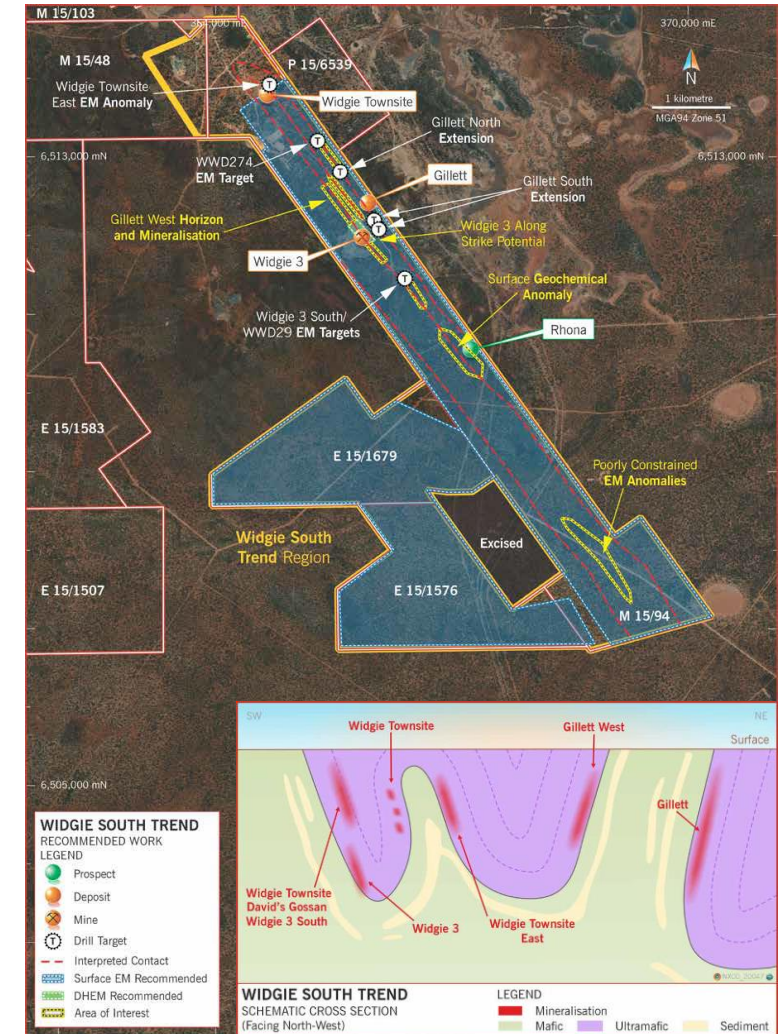 M 15/103
364,000 mE
370,000 mE
M 15/48
P 15/6539
N
Widgie Townsite
East EM Anomaly
Widgie Townsite
1 kilometre
MGA94 Zone 51
Gillett North
Extension
6,513,000 mN
6,513,000 mN
WWD274
EM Target
Gillett
Gillett South
Extension
Gillett West Horizon
and Mineralisation
Widgie 3 Along
Strike Potential
Widgie 3
Surface Geochemical
Anomaly
Widgie 3 South/
WWD29 EM Targets
Rhona
E 15/1583
E 15/1679
Poorly Constrained
EM Anomalies
Widgie South
Trend Region
Excised
E 15/1507
E 15/1576
M 15/94
6,505,000 mN
WIDGIE SOUTH TREND
RECOMMENDED WORK
LEGEND
Prospect
Deposit
Mine
T Drill Target
Interpreted Contact
Surface EM Recommended
DHEM Recommended
Area of Interest
SW
NE
Widgie Townsite
Gillett West
Surface
Gillett
Widgie Townsite
David's Gossan
Widgie 3 South
Widgie 3
Widgie Townsite
East
WIDGIE SOUTH TREND
SCHEMATIC CROSS SECTION
(Facing North-West)
LEGEND
Mineralisation
Mafic
Ultramafic
Sediment